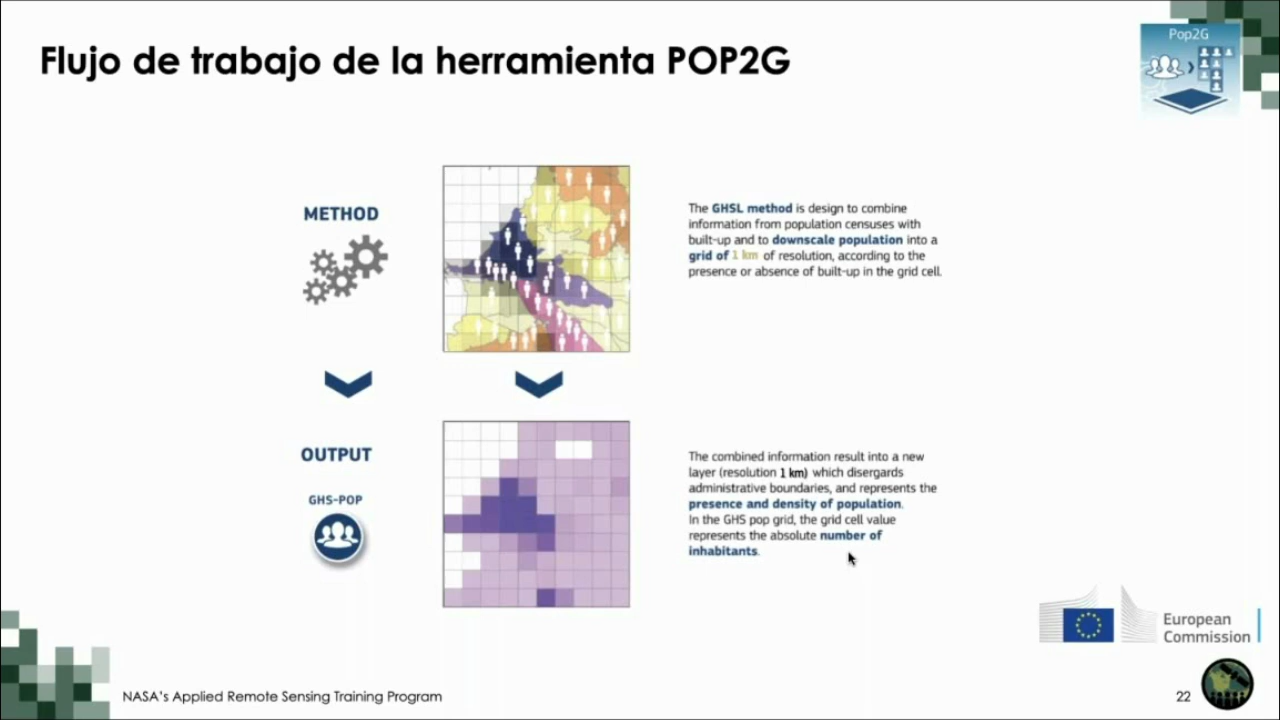 Flujo de trabajo de la herramienta POP2G
Pop2G
METHOD
The GHSL method is design to combine
information from population censuses with
built-up and to downscale population into a
grid of 1 km of resolution, according to the
presence or absence of built-up in the grid cell.
OUTPUT
GHS-POP
The combined information result into a new
layer (resolution 1 km) which disergards
administrative boundaries, and represents the
presence and density of population.
In the GHS pop grid, the grid cell value
represents the absolute number of
inhabitants.
European
Commission
NASA's Applied Remote Sensing Training Program
22